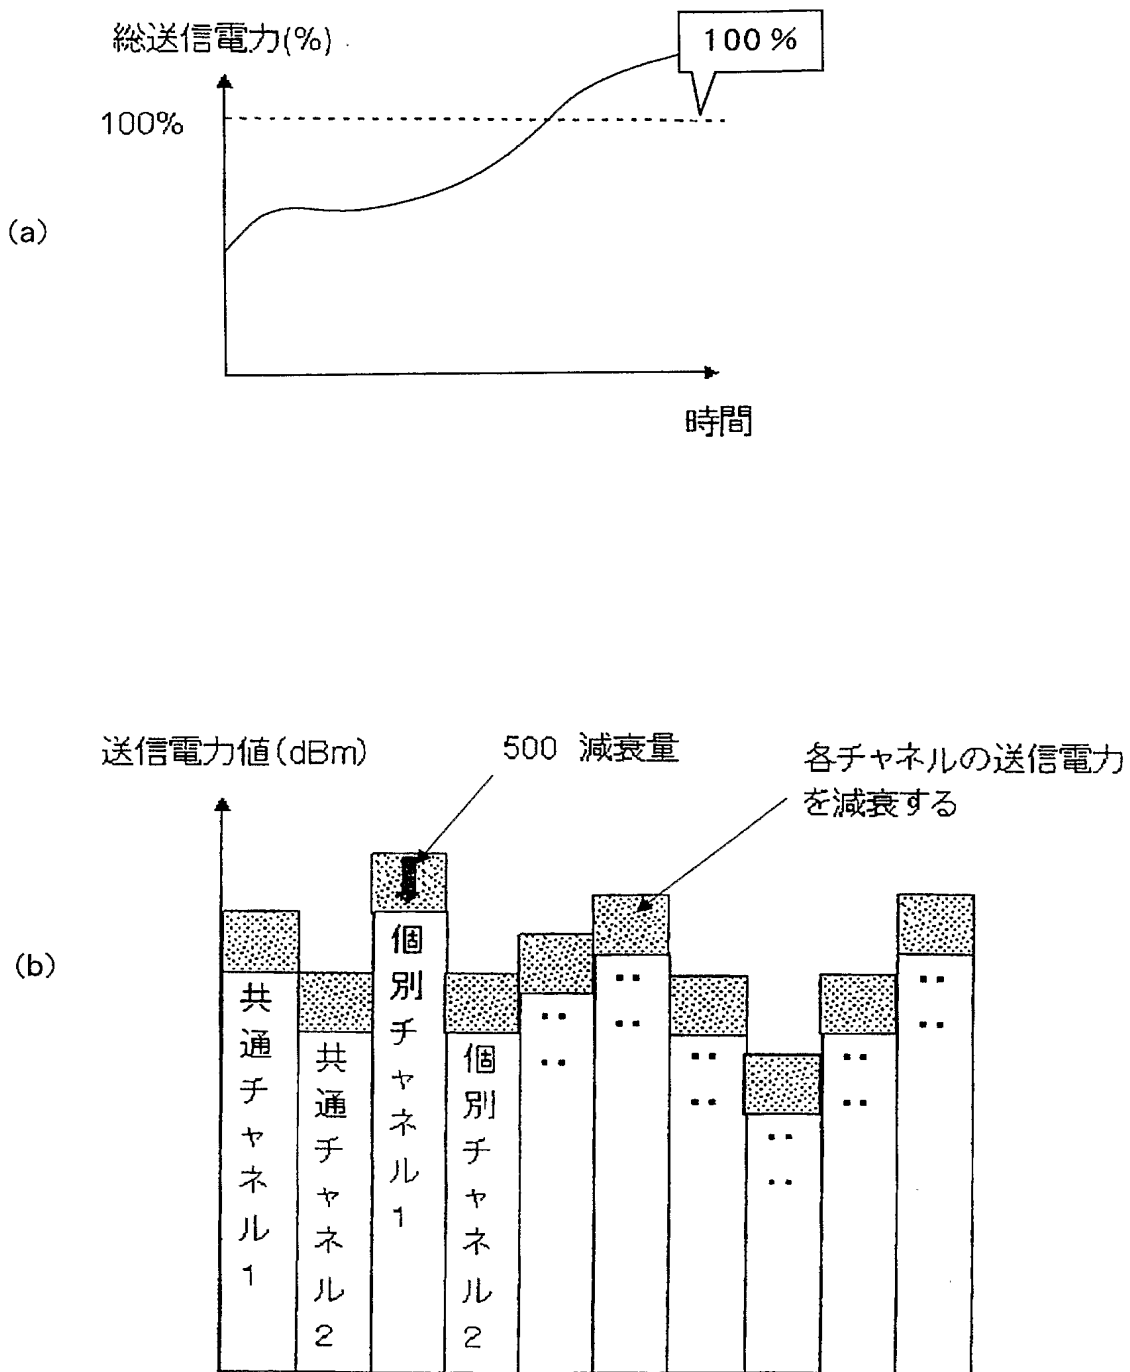 総送信電力(%)
100 %
100%
(a)
時間
送信電力値(dBm)
500 減衰量
各チャネルの送信電力
を減衰する
(b)
共通チャネル1
共通チャネル2
個別チャネル1
個別チャネル2